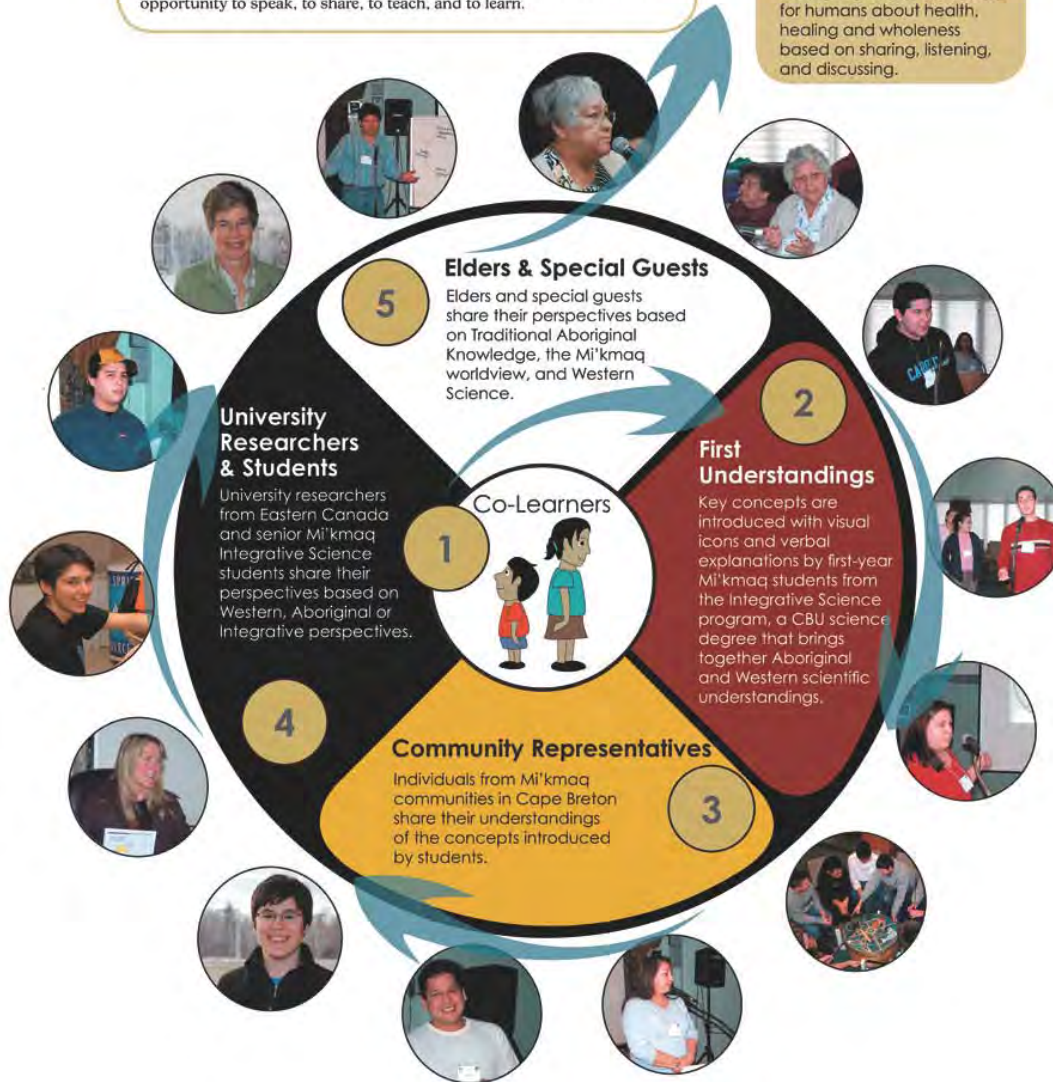 opportunity to speak, to share, to teach, and to learn.
for humans about health,
healing and wholeness
based on sharing, listening,
and discussing.
5
Elders & Special Guests
Elders and special guests
share their perspectives based
on Traditional Aboriginal
Knowledge, the Mi'kmaq
worldview, and Western
Science.
2
First
Understandings
Key concepts are
introduced with visual
icons and verbal
explanations by first-year
Mi'kmaq students from
the Integrative Science
program, a CBU science
degree that brings
together Aboriginal
and Western scientific
understandings.
University
Researchers
& Students
University researchers
from Eastern Canada
and senior Mi'kmaq
Integrative Science
students share their
perspectives based on
Western, Aboriginal or
Integrative perspectives.
1
Co-Learners
4
Community Representatives
Individuals from Mi'kmaq
communities in Cape Breton
share their understandings
of the concepts introduced
by students.
3